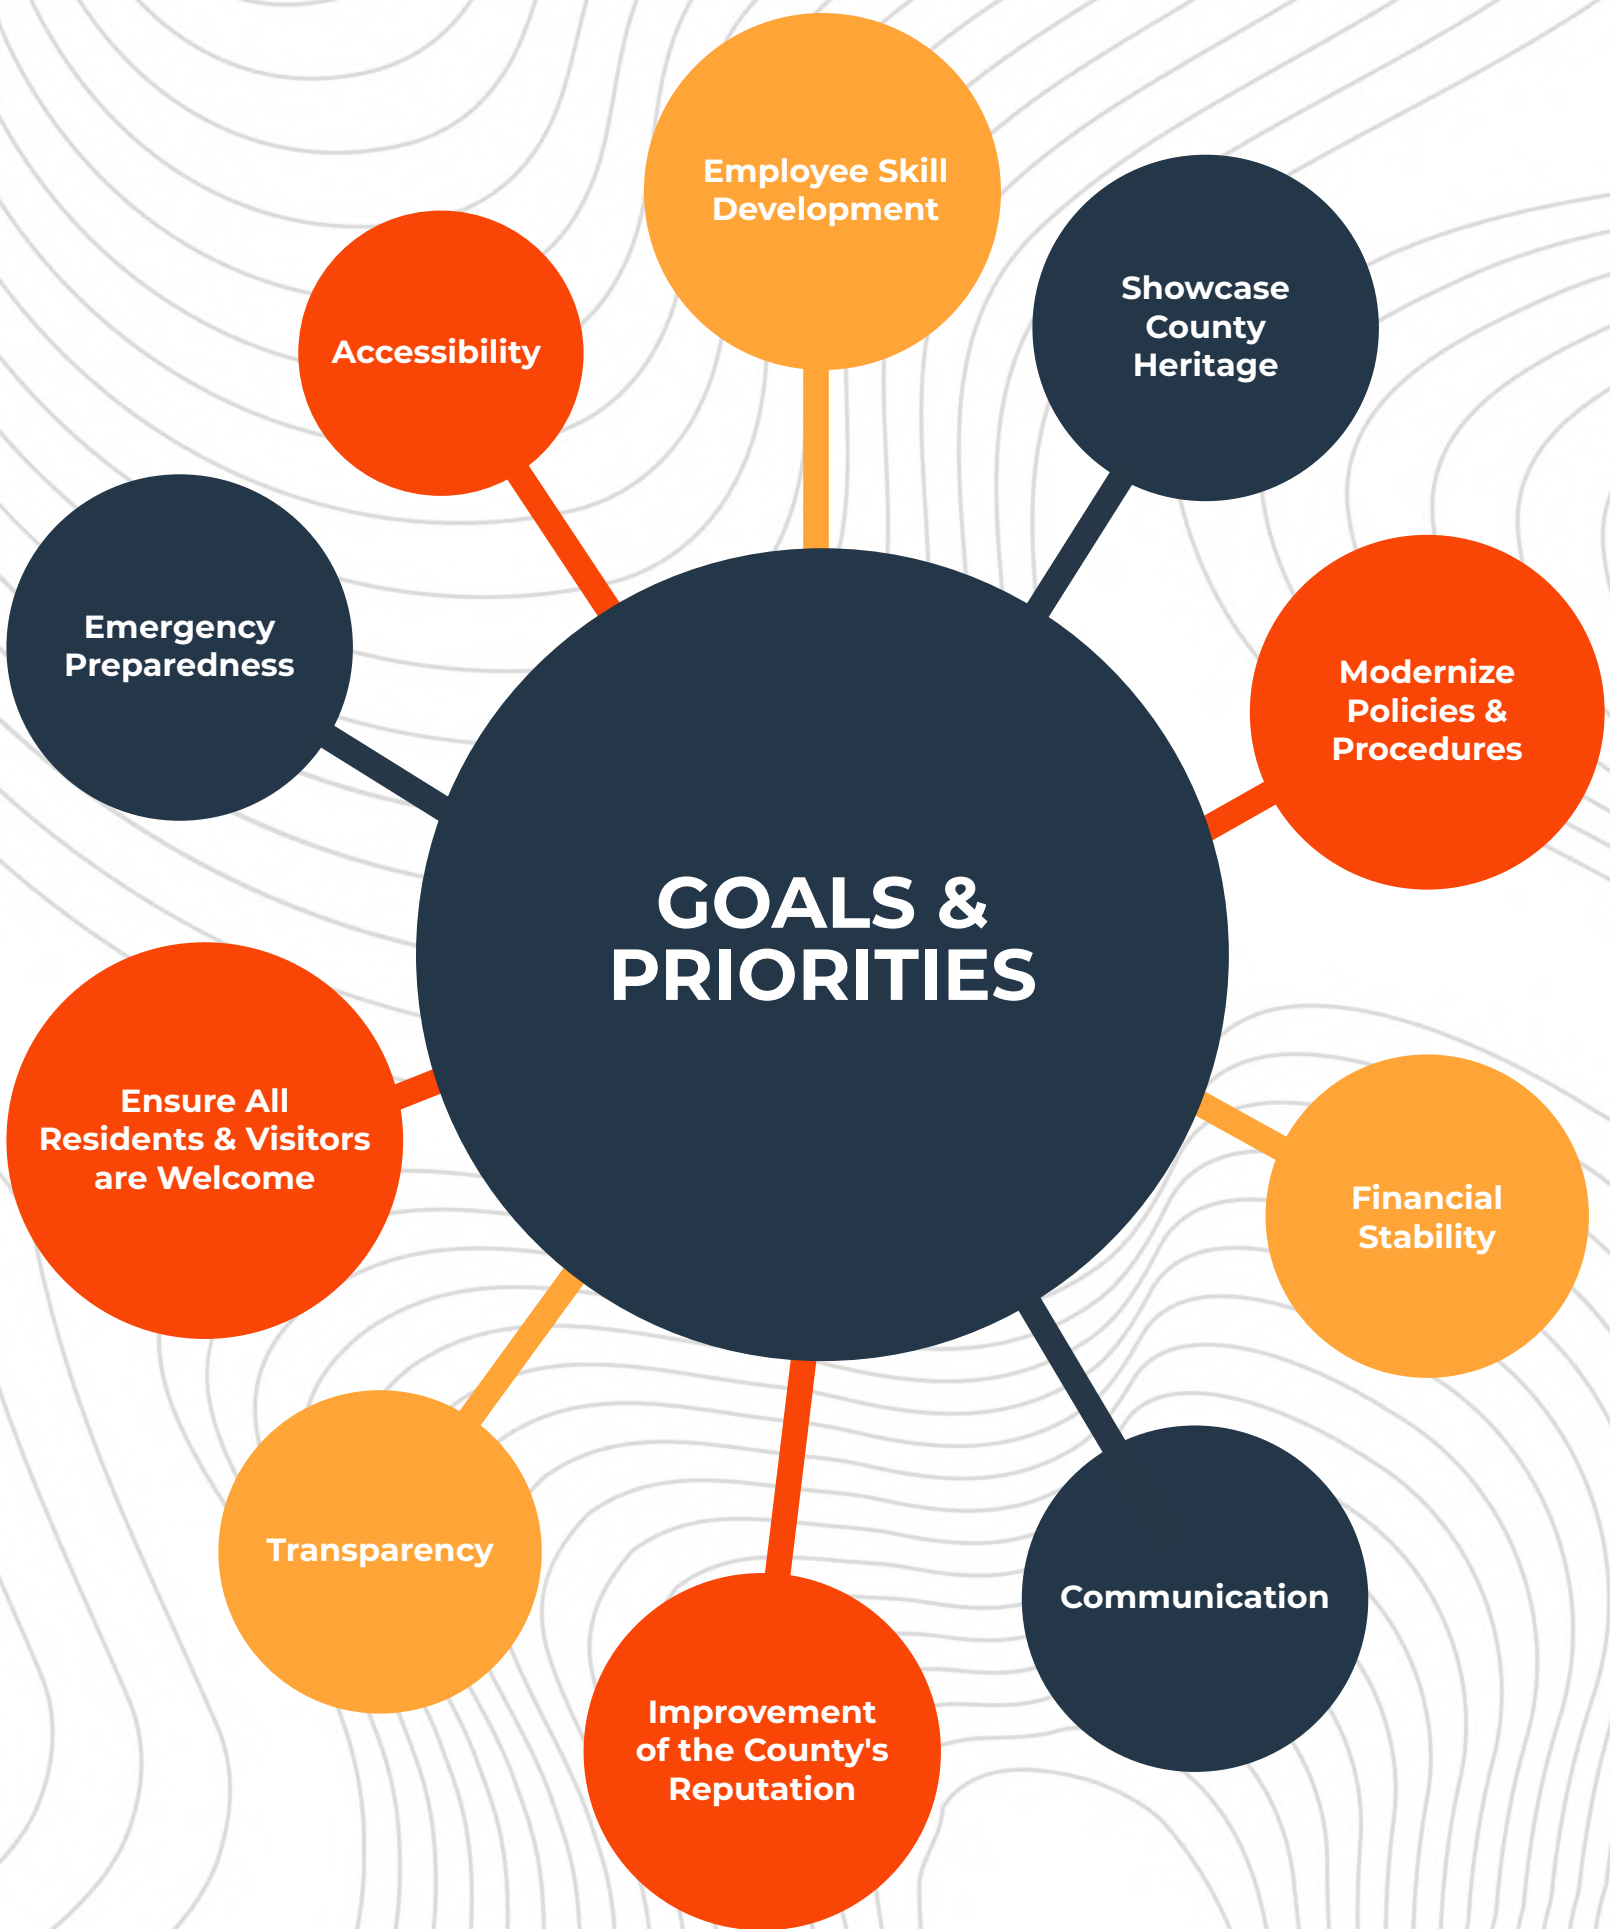 Employee Skill
Development
Showcase
County
Heritage
Accessibility
Emergency
Preparedness
Modernize
Policies &
Procedures
GOALS &
PRIORITIES
Ensure All
Residents & Visitors
are Welcome
Financial
Stability
Transparency
Communication
Improvement
of the County's
Reputation